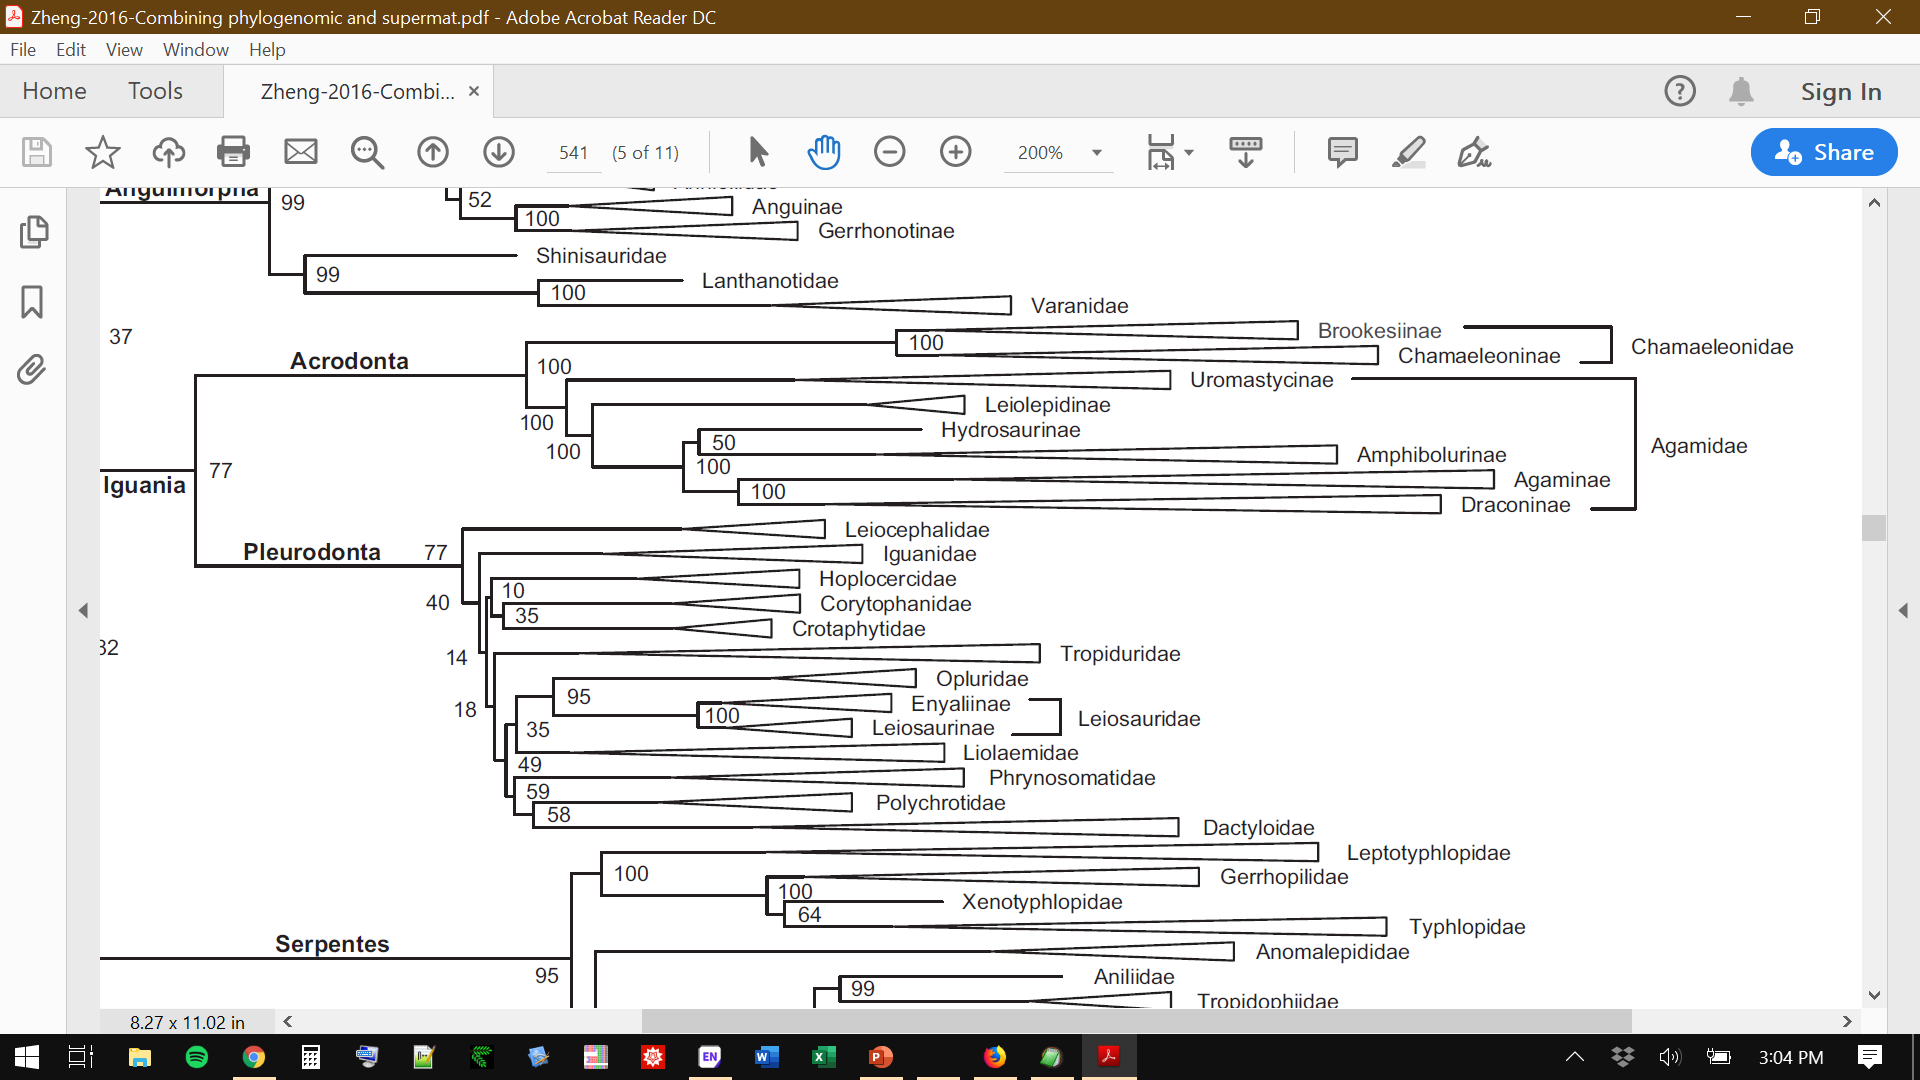 Zheng-2016-Combining phylogenomic and supermat.pdf - Adobe Acrobat Reader DC
File Edit View Window Help
Home Tools Zheng-2016-Combi... × Sign In
541 (5 of 11) 200% Share
Anguimorpha
99
52
Anguinae
100
Gerrhonotinae
Shinisauridae
99
Lanthanotidae
100
Varanidae
37
Brookesiinae
100
Chamaeleonidae
Acrodonta
Chamaeleoninae
100
Uromastycinae
Leiolepidinae
100
Hydrosaurinae
50
100
Amphibolurinae
Agamidae
100
77
Iguania
Agaminae
100
Draconinae
Leiocephalidae
Pleurodonta 77
Iguanidae
Hoplocercidae
10
40
Corytophanidae
35
Crotaphytidae
32
14
Tropiduridae
Opluridae
95
Enyaliinae
18
100
Leiosauridae
Leiosaurinae
35
Liolaemidae
49
Phrynosomatidae
59
Polychrotidae
58
Dactyloidae
Leptotyphlopidae
100
Gerrhopilidae
100
Xenotyphlopidae
64
Typhlopidae
Serpentes
Anomalepididae
95
Aniliidae
99
Tropidophiidae
8.27 x 11.02 in
EN
3:04 PM